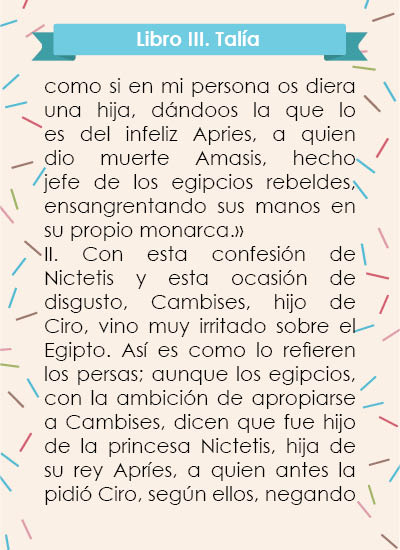 Libro III. Talía
como si en mi persona os diera
una hija, dándoos la que lo
es del infeliz Apries, a quien
dio muerte Amasis, hecho
jefe de los egipcios rebeldes,
ensangrentando sus manos en
su propio monarca.»
II. Con esta confesión de
Nictetis y esta ocasión de
disgusto, Cambises, hijo de
Ciro, vino muy irritado sobre el
Egipto. Así es como lo refieren
los persas; aunque los egipcios,
con la ambición de apropiarse
a Cambises, dicen que fue hijo
de la princesa Nictetis, hija de
su rey Apríes, a quien antes la
pidió Ciro, según ellos, negando